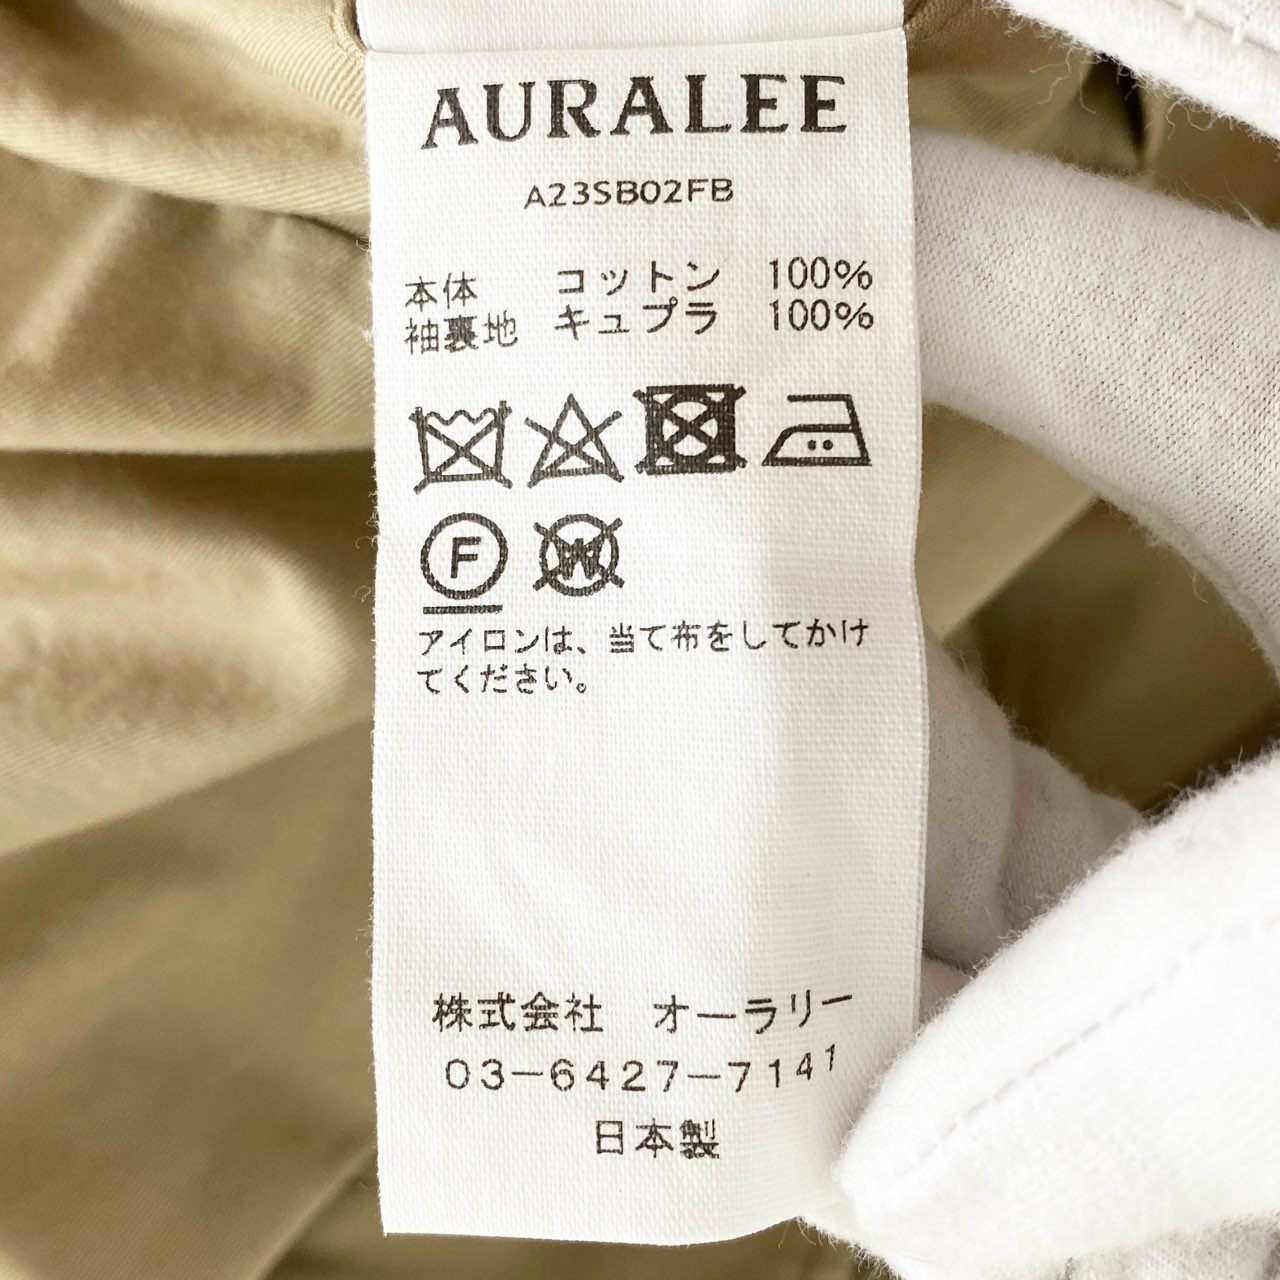 AURALEE
A23SB02FB
本体 コットン 100%
袖裏地 キュプラ 100%
F W
アイロンは、当て布をしてかけ
てください。
株式会社 オーラリー
03-6427-7141
日本製